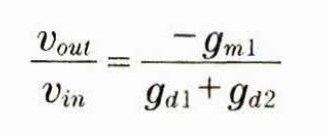 v_out / v_in = -g_m1 / (g_d1 + g_d2)